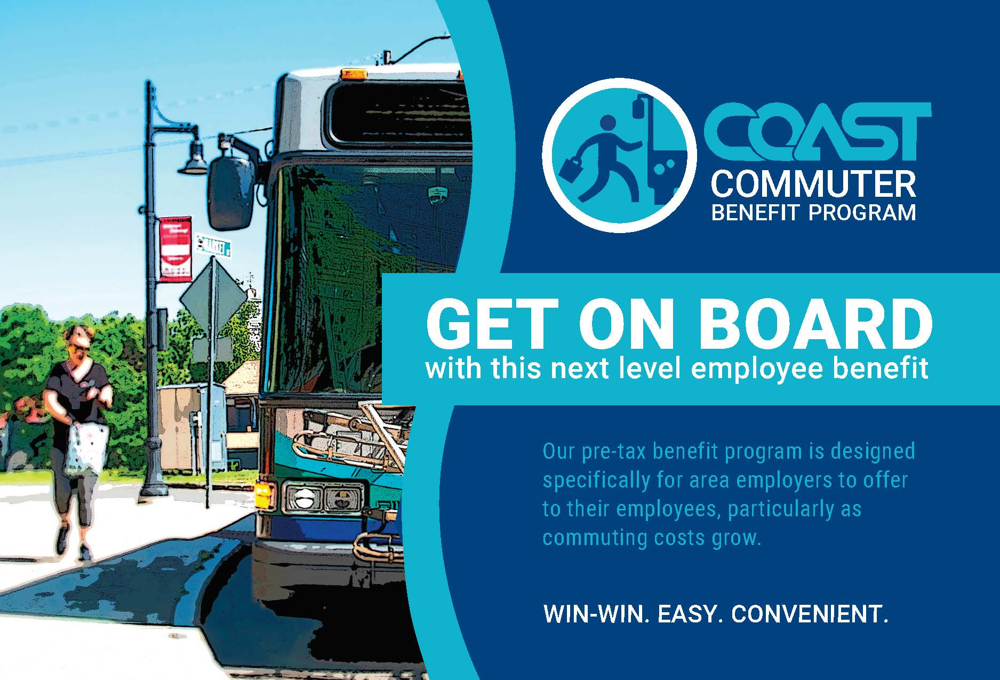 COAST
COMMUTER
BENEFIT PROGRAM
MARKET ST
GET ON BOARD
with this next level employee benefit
Our pre-tax benefit program is designed
specifically for area employers to offer
to their employees, particularly as
commuting costs grow.
WIN-WIN. EASY. CONVENIENT.